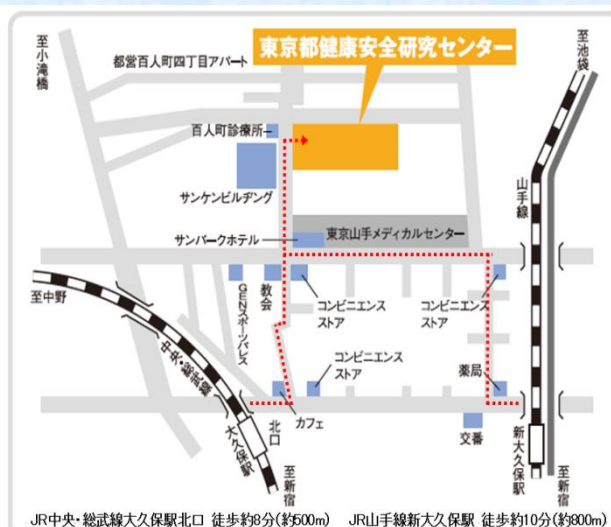 至小滝橋
都営百人町四丁目アパート
東京都健康安全研究センター
至池袋
百人町診療所
サンケンビルヂング
山手線
サンパークホテル
東京山手メディカルセンター
至中野
GENスポーツパレス
教会
コンビニエンス
ストア
コンビニエンス
ストア
中央・総武線
コンビニエンス
ストア
薬局
大久保駅
北口
カフェ
交番
新大久保駅
至新宿
至新宿
JR中央・総武線大久保駅北口 徒歩約8分(約500m)
JR山手線新大久保駅 徒歩約10分(約800m)